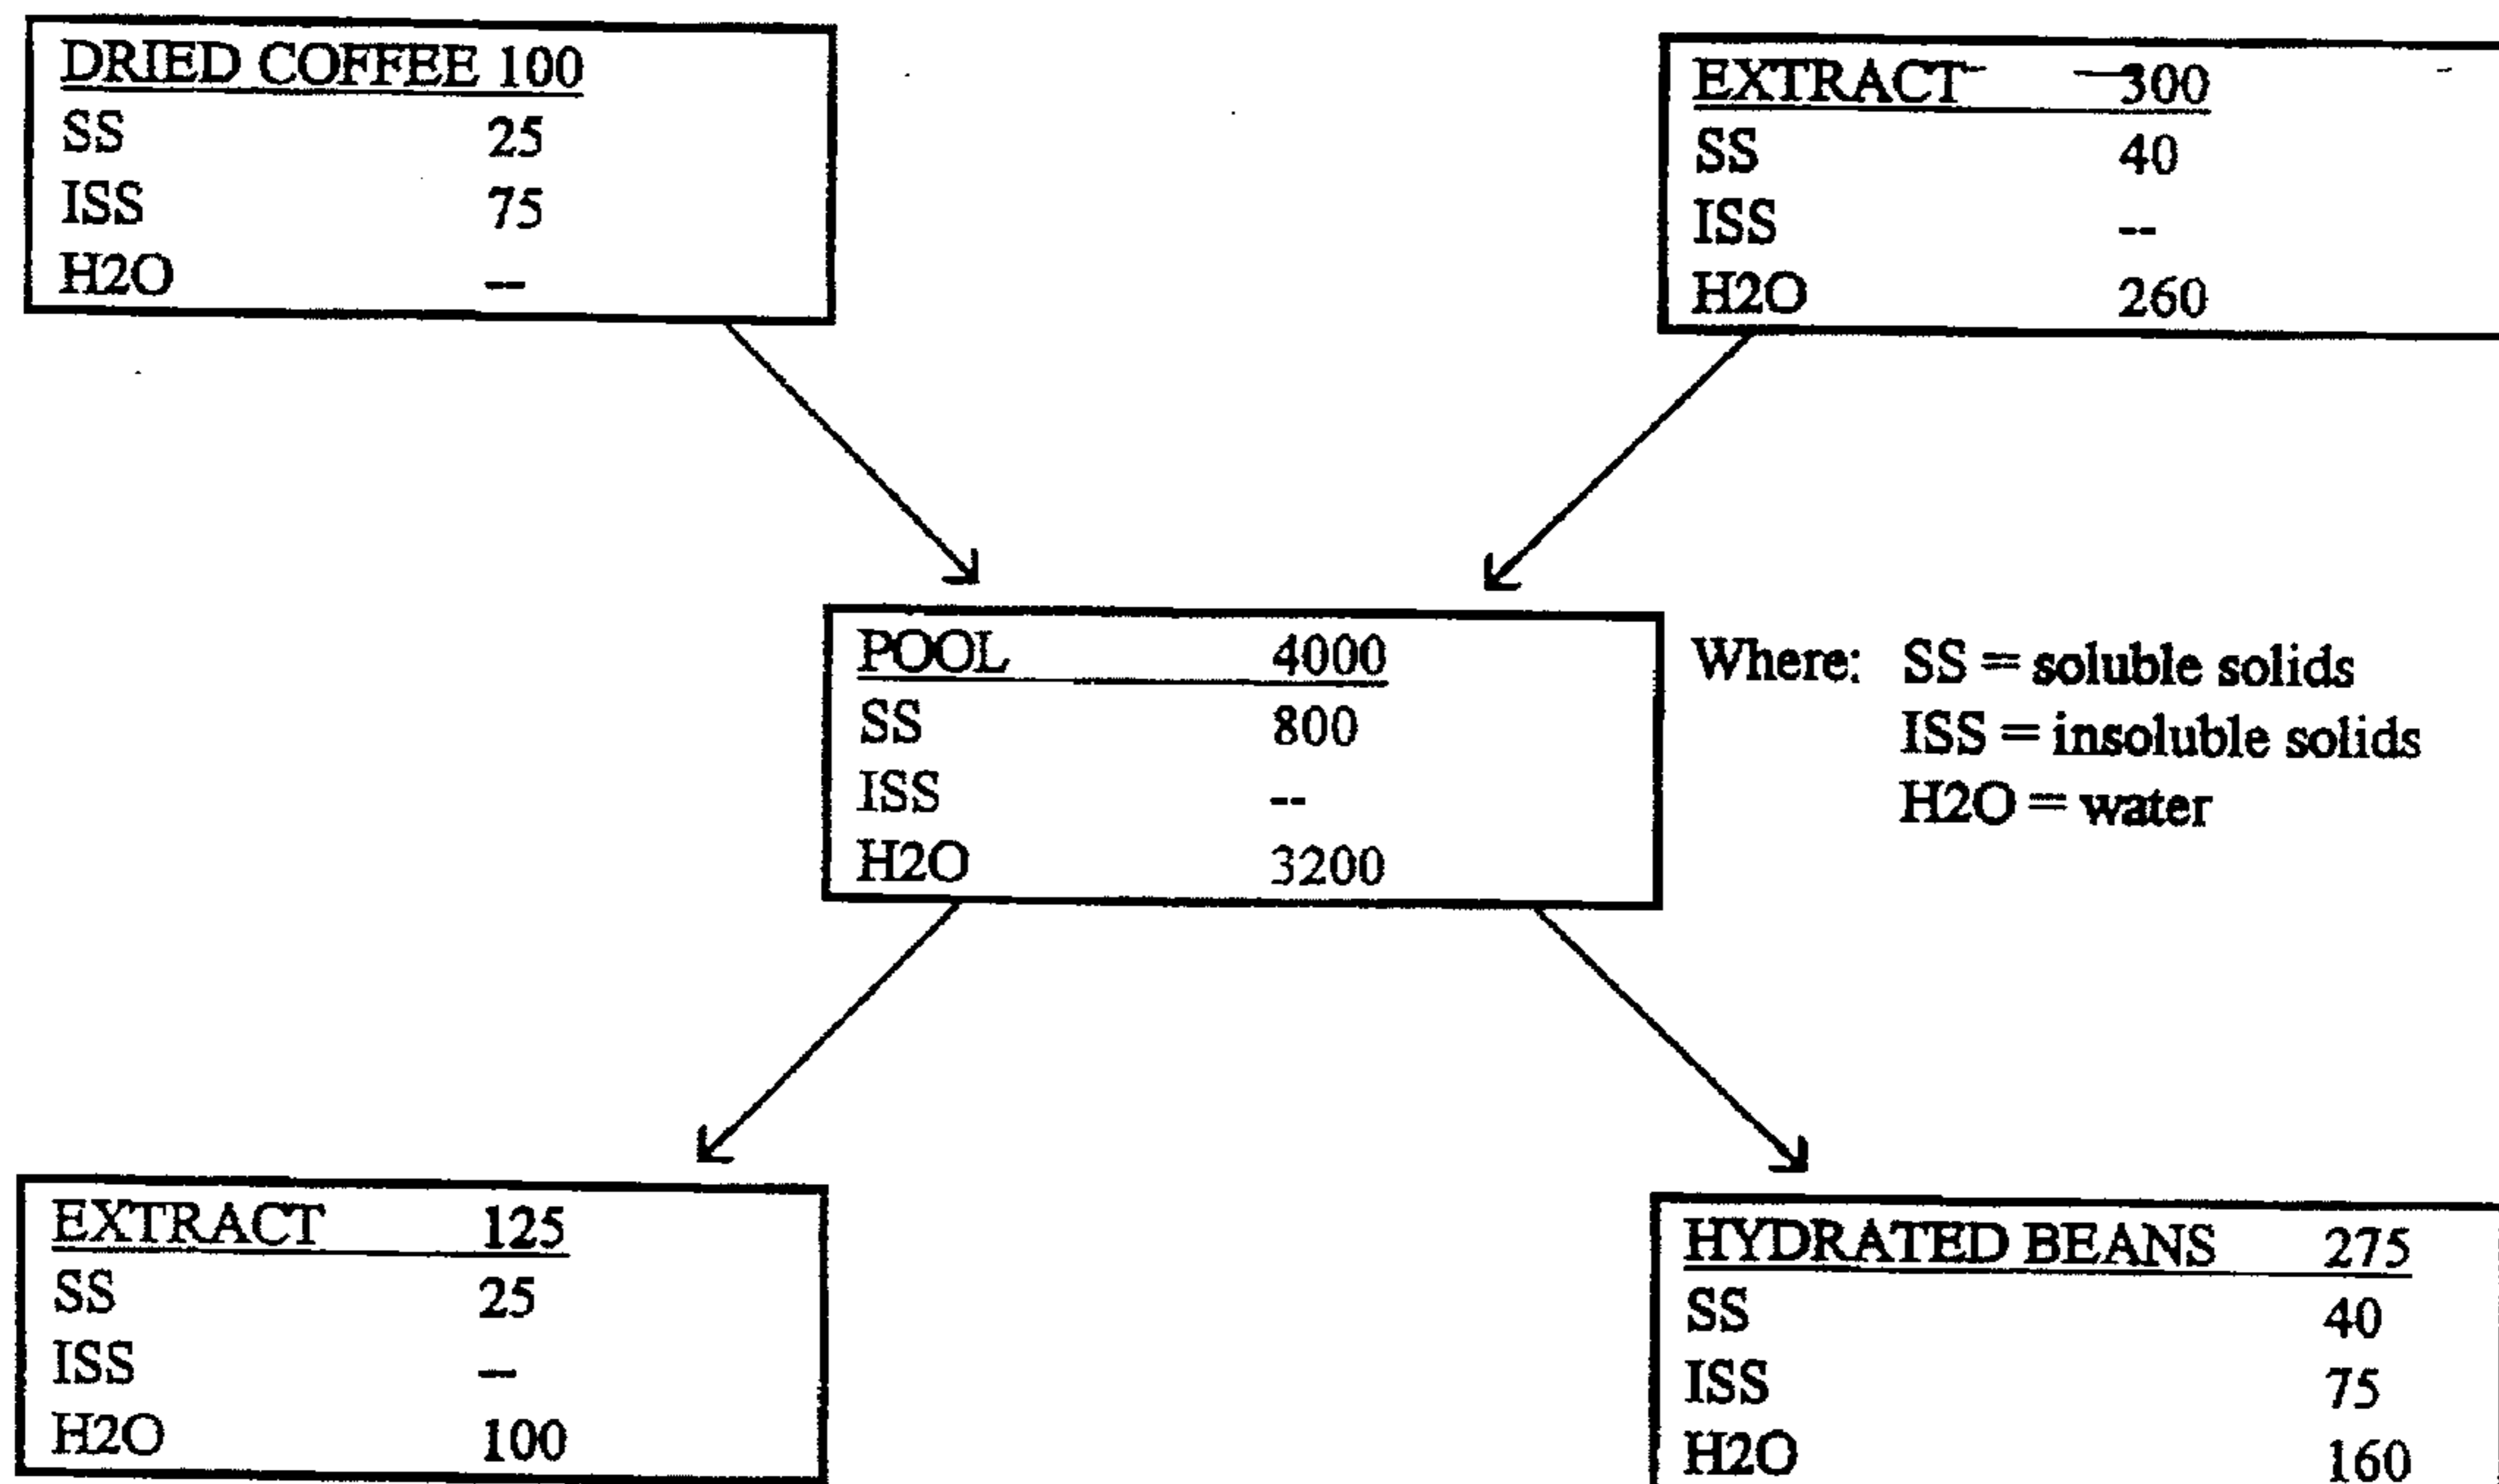 DRIED COFFEE 100
SS 25
ISS 75
H2O --
EXTRACT 300
SS 40
ISS --
H2O 260
POOL 4000
SS 800
ISS --
H2O 3200
Where: SS = soluble solids
ISS = insoluble solids
H2O = water
EXTRACT 125
SS 25
ISS --
H2O 100
HYDRATED BEANS 275
SS 40
ISS 75
H2O 160